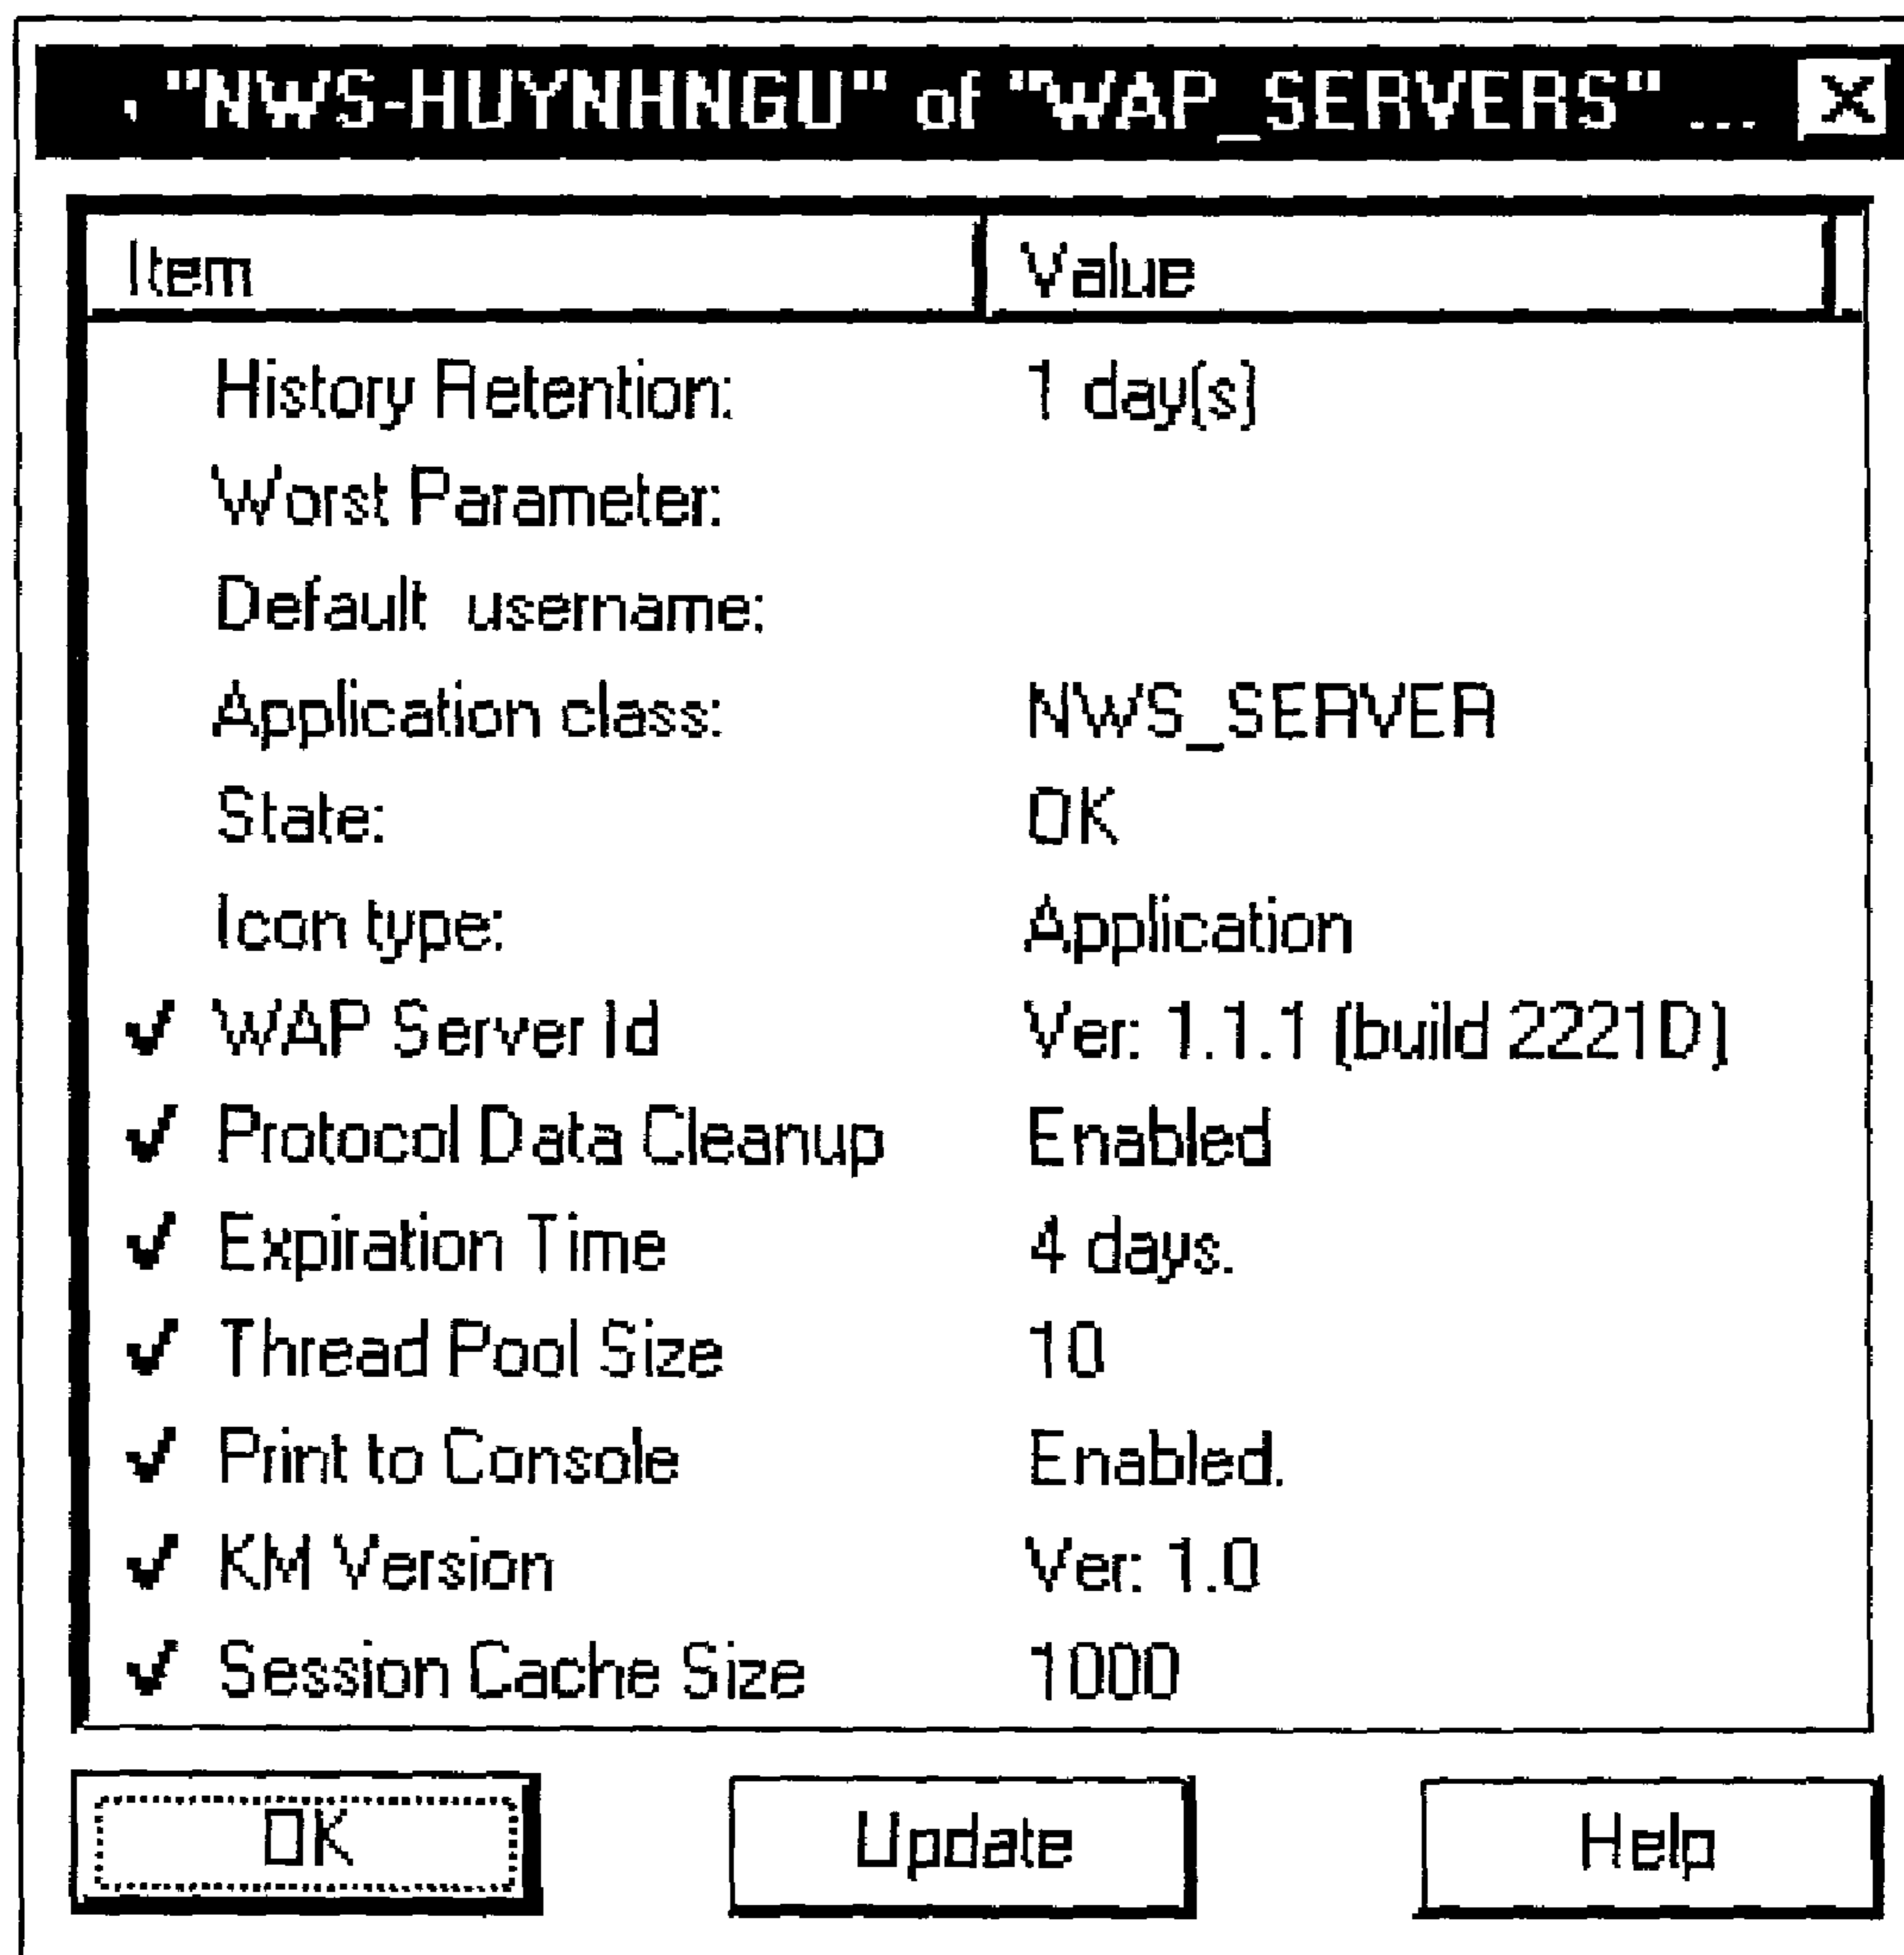 "NWS-HUYNHNGU" of "WAP_SERVERS" ...
Item Value
History Retention: 1 day(s)
Worst Parameter:
Default username:
Application class: NWS_SERVER
State: OK
Icon type: Application
WAP Server Id Ver: 1.1.1 (build 2221D)
Protocol Data Cleanup Enabled
Expiration Time 4 days.
Thread Pool Size 10
Print to Console Enabled.
KM Version Ver: 1.0
Session Cache Size 1000
OK Update Help